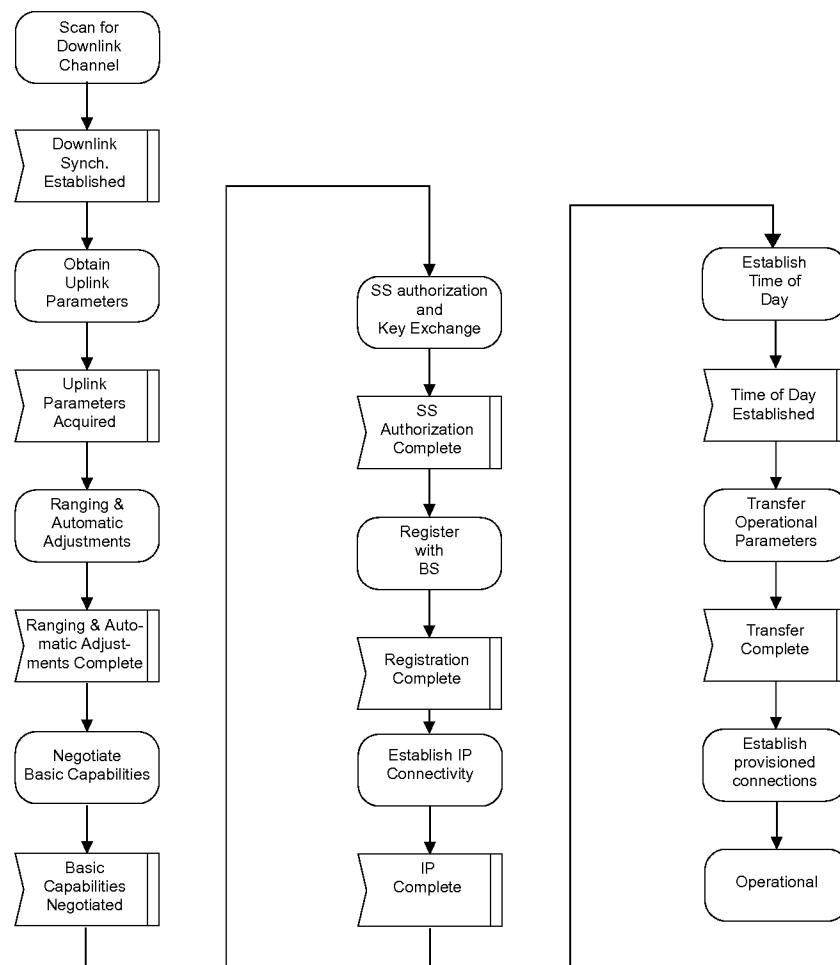 Scan for
Downlink
Channel
Downlink
Synch.
Established
Obtain
Uplink
Parameters
Uplink
Parameters
Acquired
Ranging &
Automatic
Adjustments
Ranging & Auto-
matic Adjust-
ments Complete
Negotiate
Basic Capabilities
Basic
Capabilities
Negotiated
SS authorization
and
Key Exchange
SS
Authorization
Complete
Register
with
BS
Registration
Complete
Establish IP
Connectivity
IP
Complete
Establish
Time of
Day
Time of Day
Established
Transfer
Operational
Parameters
Transfer
Complete
Establish
provisioned
connections
Operational